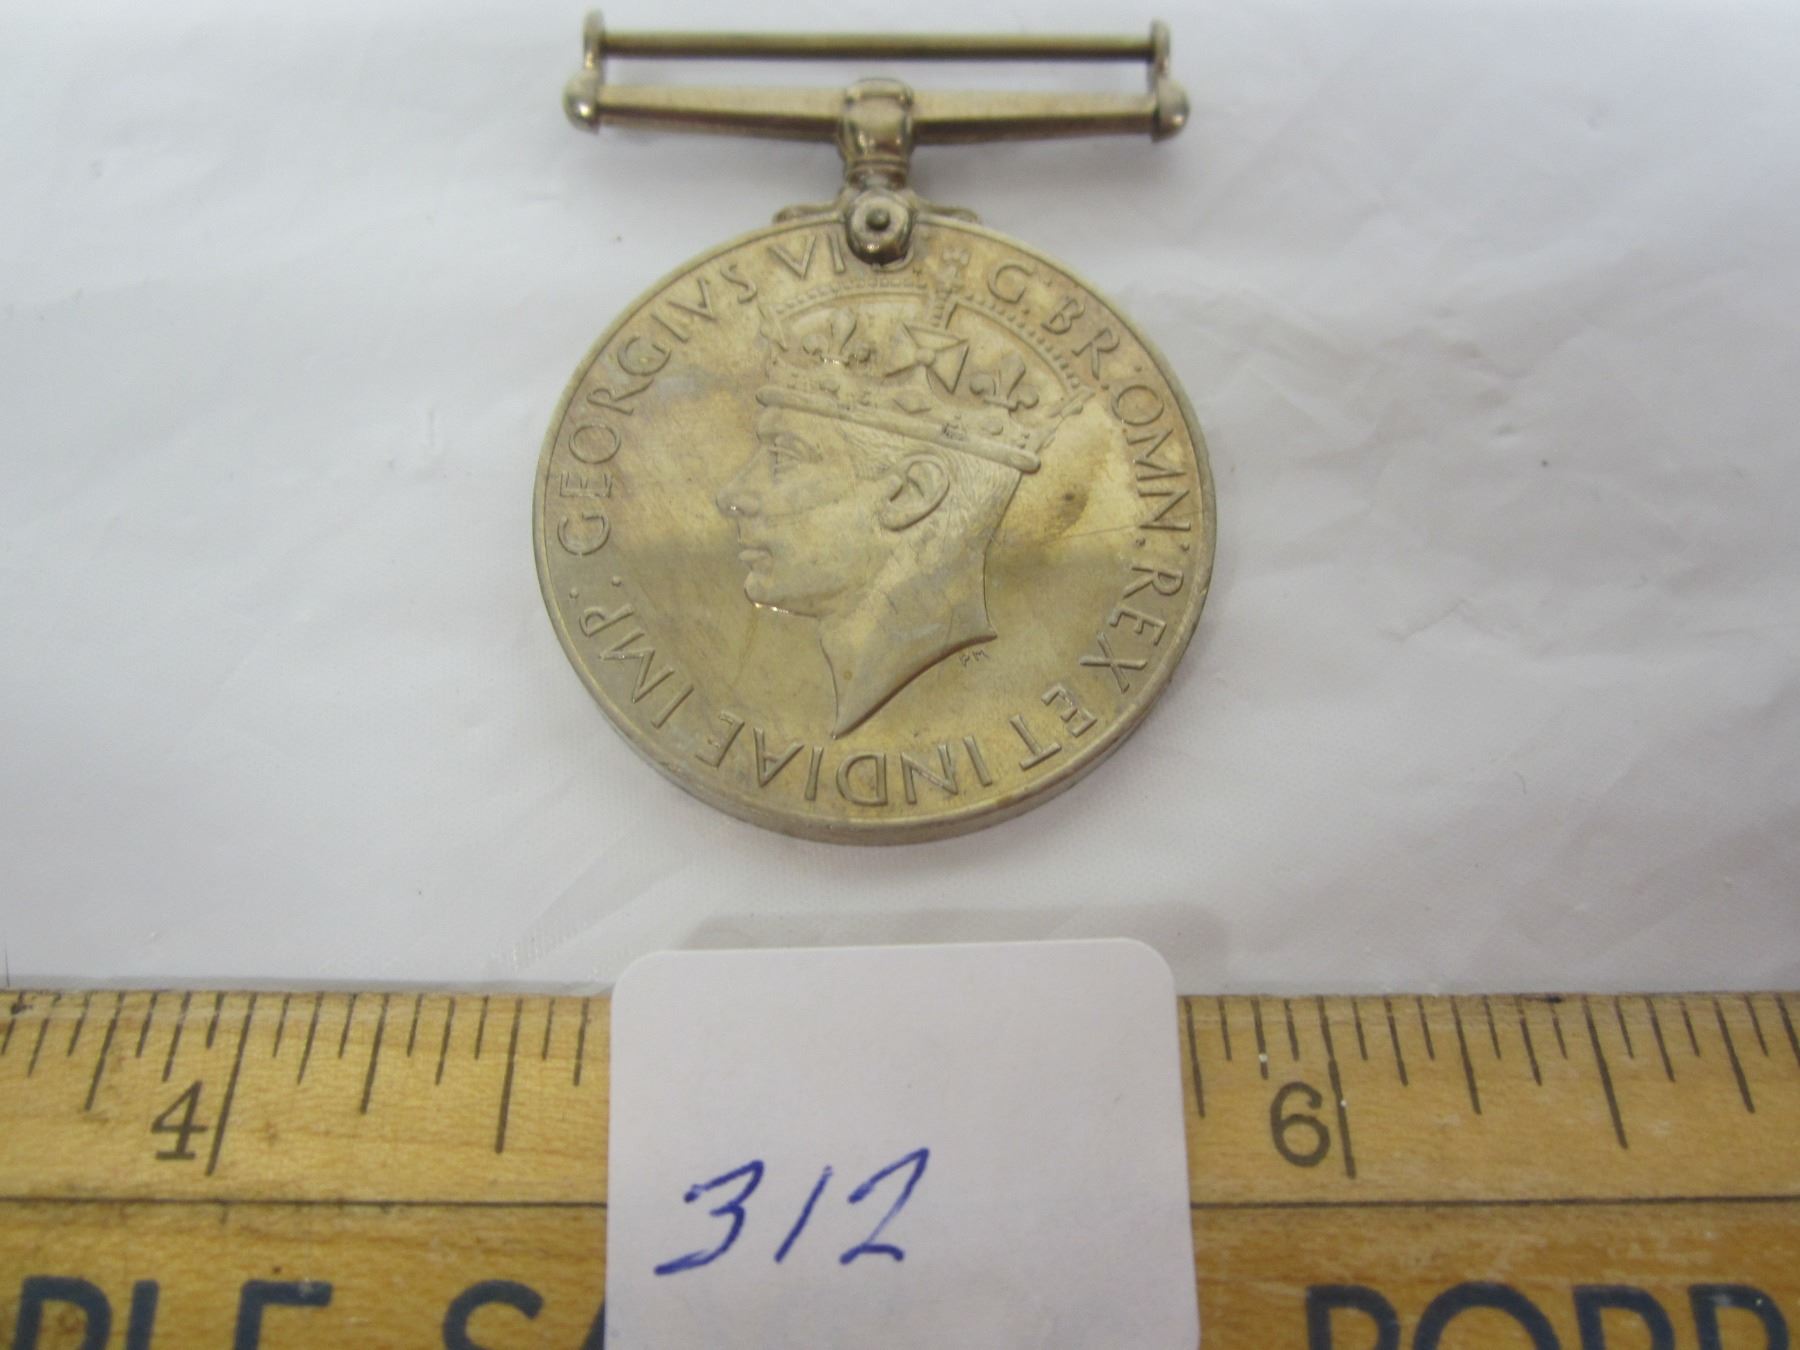 GEORGIVS VI G: BR: OMN: REX ET INDIAE IMP:
PM
4
6
312